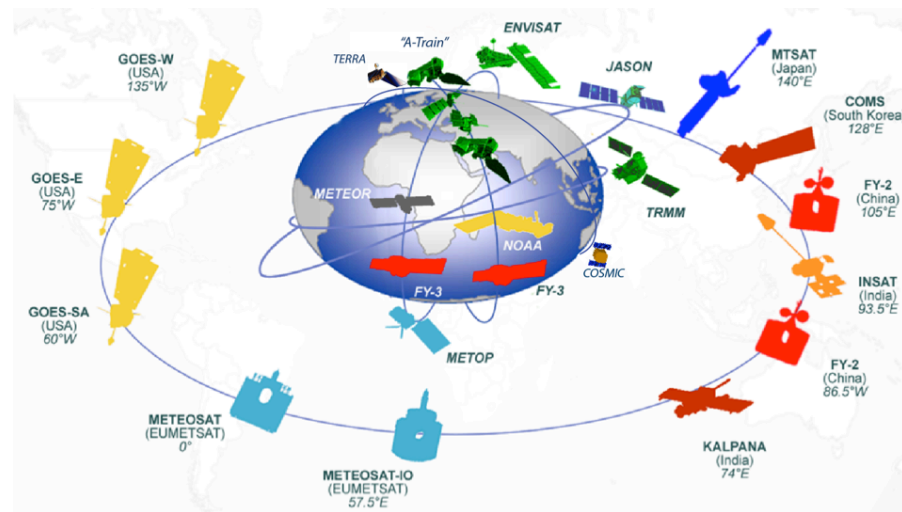 ENVISAT
"A-Train"
TERRA
GOES-W
(USA)
135°W
JASON
MTSAT
(Japan)
140°E
COMS
(South Korea)
128°E
GOES-E
(USA)
75°W
METEOR
FY-2
(China)
105°E
TRMM
NOAA
COSMIC
FY-3
FY-3
INSAT
(India)
93.5°E
GOES-SA
(USA)
60°W
METOP
FY-2
(China)
86.5°W
METEOSAT
(EUMETSAT)
0°
KALPANA
(India)
74°E
METEOSAT-IO
(EUMETSAT)
57.5°E